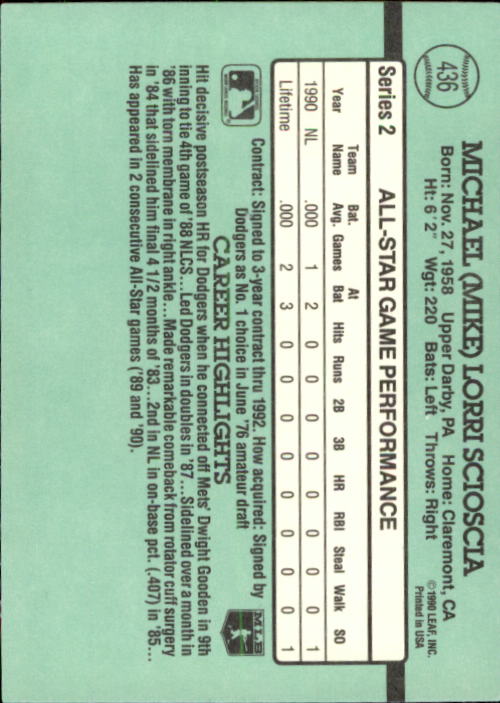 436
MICHAEL (MIKE) LORRI SCIOSCIA
Born: Nov. 27, 1958 Upper Darby, PA Home: Claremont, CA
Ht: 6' 2" Wgt: 220 Bats: Left Throws: Right
©1990 LEAF, INC.
Printed in USA
Series 2 ALL-STAR GAME PERFORMANCE
Year Team Name Bat. Avg. Games At Bat Hits Runs 2B 3B HR RBI Steal Walk SO
1990 NL .000 1 2 0 0 0 0 0 0 0 0 1
Lifetime .000 2 3 0 0 0 0 0 0 0 0 1
Contract: Signed to 3-year contract thru 1992. How acquired: Signed by
Dodgers as No. 1 choice in June '76 amateur draft
MLB
CAREER HIGHLIGHTS
Hit decisive postseason HR for Dodgers when he connected off Mets' Dwight Gooden in 9th
inning to tie 4th game of '88 NLCS...Led Dodgers in doubles in '87...Sidelined over a month in
'86 with torn membrane in right ankle...Made remarkable comeback from rotator cuff surgery
in '84 that sidelined him final 4 1/2 months of '83...2nd in NL in on-base pct. (.407) in '85...
Has appeared in 2 consecutive All-Star games ('89 and '90).